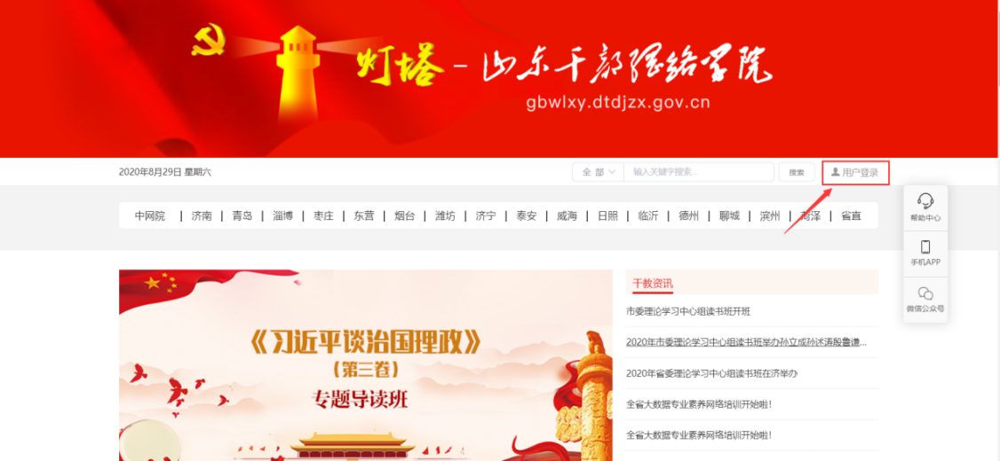 灯塔－山东干部网络学院
gbwlxy.dtdjzx.gov.cn
2020年8月29日 星期六
全 部
输入关键字搜索...
搜索
用户登录
中网院 | 济南 | 青岛 | 淄博 | 枣庄 | 东营 | 烟台 | 潍坊 | 济宁 | 泰安 | 威海 | 日照 | 临沂 | 德州 | 聊城 | 滨州 | 菏泽 | 省直
帮助中心
手机APP
微信公众号
《习近平谈治国理政》
（第三卷）
专题导读班
干教资讯
市委理论学习中心组读书班开班
2020年市委理论学习中心组读书班举办孙立成孙述涛殷鲁谦...
2020年省委理论学习中心组读书班在济举办
全省大数据专业素养网络培训开始啦！
全省大数据专业素养网络培训开始啦！